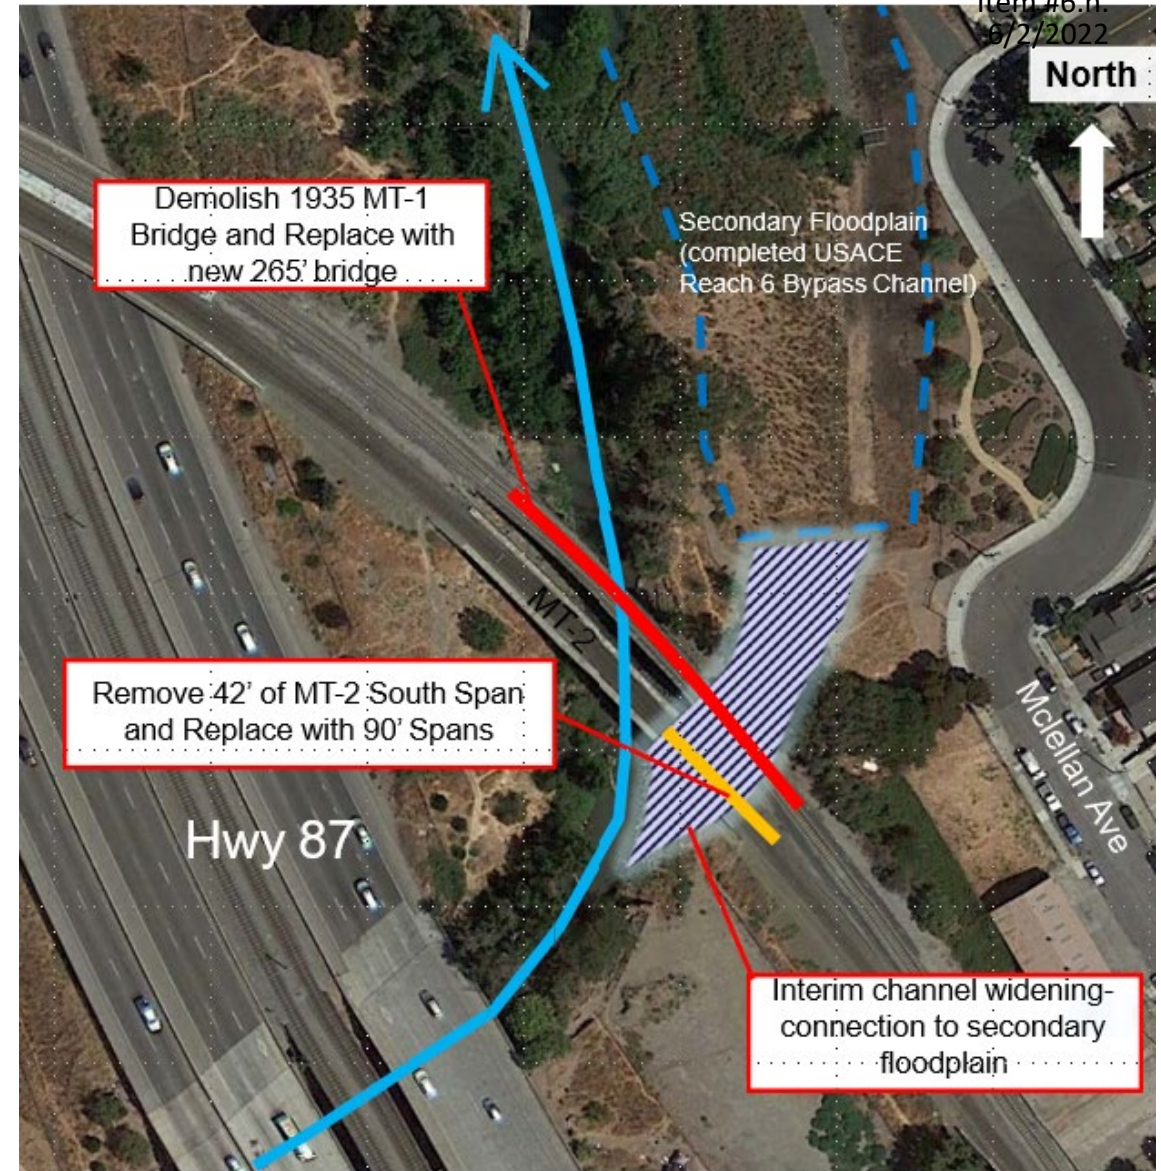 Item #6.h.
6/2/2022
North
Demolish 1935 MT-1
Bridge and Replace with
new 265’ bridge
Secondary Floodplain
(completed USACE
Reach 6 Bypass Channel)
MT-2
Remove 42’ of MT-2 South Span
and Replace with 90’ Spans
Mclellan Ave
Hwy 87
Interim channel widening-
connection to secondary
floodplain